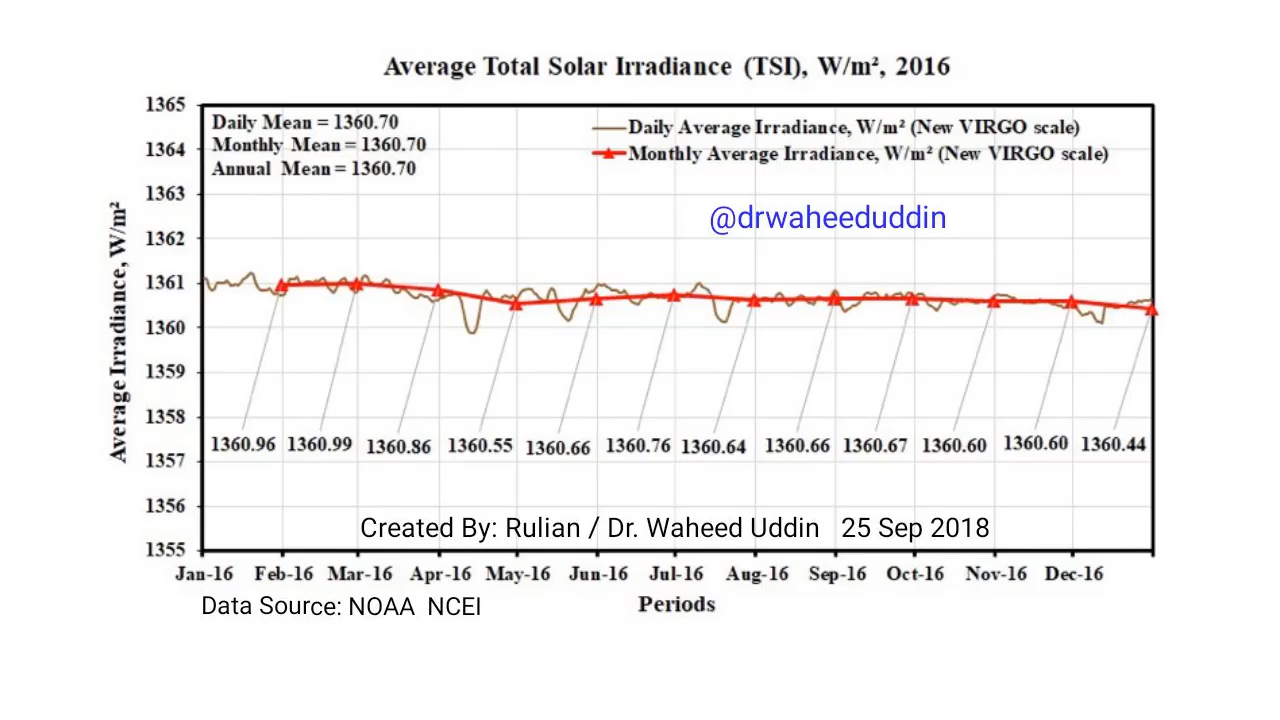 Average Total Solar Irradiance (TSI), W/m², 2016
1365
1364
1363
1362
1361
1360
1359
1358
1357
1356
1355
Average Irradiance, W/m²
Daily Mean = 1360.70
Monthly Mean = 1360.70
Annual Mean = 1360.70
Daily Average Irradiance, W/m² (New VIRGO scale)
Monthly Average Irradiance, W/m² (New VIRGO scale)
@drwaheeduddin
1360.96 1360.99 1360.86 1360.55 1360.66 1360.76 1360.64 1360.66 1360.67 1360.60 1360.60 1360.44
Created By: Rulian / Dr. Waheed Uddin 25 Sep 2018
Jan-16 Feb-16 Mar-16 Apr-16 May-16 Jun-16 Jul-16 Aug-16 Sep-16 Oct-16 Nov-16 Dec-16
Data Source: NOAA NCEI
Periods